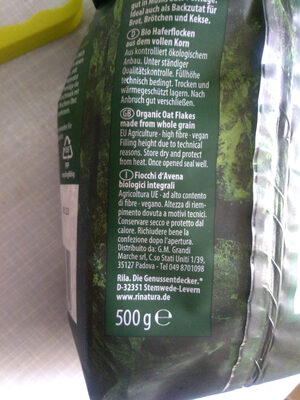 gut in Müsli
Ideal auch als Backzutat für
Brot, Brötchen und Kekse.
D Bio Haferflocken
aus dem vollen Korn
Aus kontrolliert ökologischem
Anbau. Unter ständiger
Qualitätskontrolle. Füllhöhe
technisch bedingt. Trocken und
wärmegeschützt lagern. Nach
Anbruch gut verschließen.
GB Organic Oat Flakes
made from whole grain
EU Agriculture · high fibre · vegan
Filling height due to technical
reasons. Store dry and protect
from heat. Once opened seal well.
I Fiocchi d'Avena
biologici integrali
Agricoltura UE · ad alto contento
di fibre · vegano. Altezza di riem-
pimento dovuta a motivi tecnici.
Conservare secco e protetto dal
calore. Richiudere bene la
confezione dopo l'apertura.
Distribuito da: G.M. Grandi
Marche srl, C.so Stati Uniti 1/39,
35127 Padova - Tel 049 8701098
Rila. Die Genussentdecker.®
D-32351 Stemwede-Levern
www.rinatura.de
500 g ℮